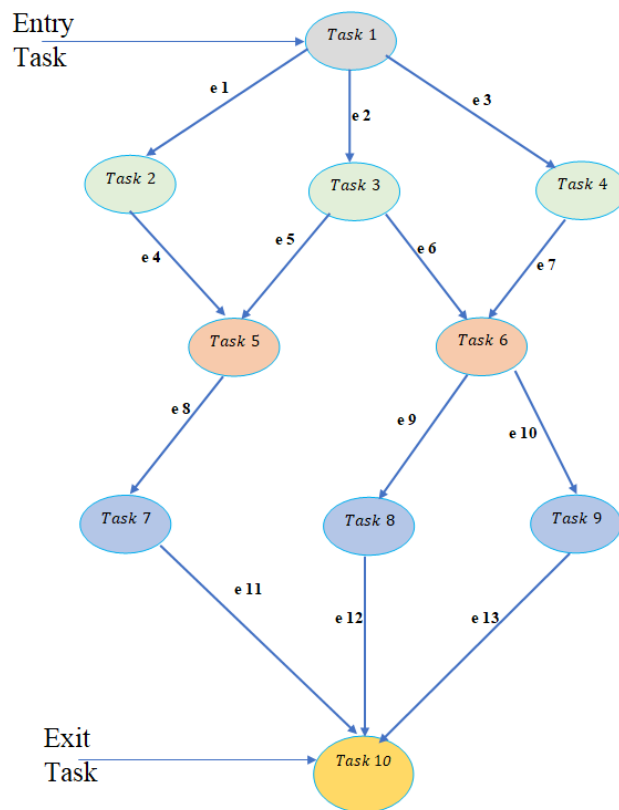 Entry
Task
Task 1
e 1
e 2
e 3
Task 2
Task 3
Task 4
e 4
e 5
e 6
e 7
Task 5
Task 6
e 8
e 9
e 10
Task 7
Task 8
Task 9
e 11
e 12
e 13
Exit
Task
Task 10